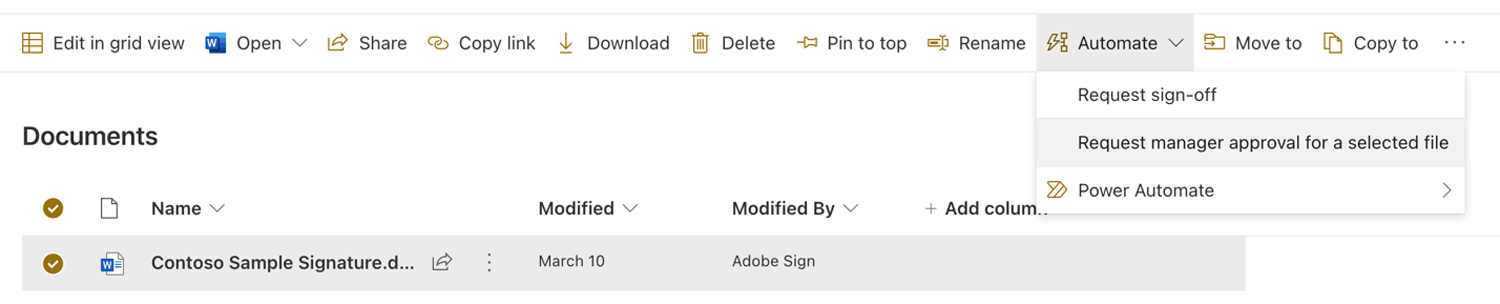 Edit in grid view Open Share Copy link Download Delete Pin to top Rename Automate Move to Copy to ...
Request sign-off
Documents
Request manager approval for a selected file
Power Automate
Name Modified Modified By + Add column
Contoso Sample Signature.d... March 10 Adobe Sign